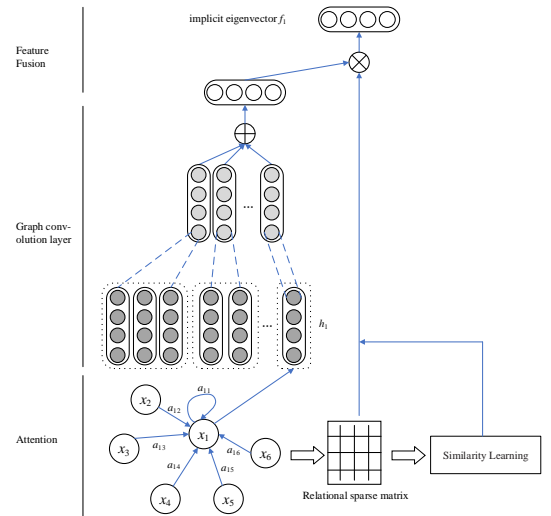 implicit eigenvector f₁
Feature
Fusion
Graph conv-
olution layer
...
...
h₁
Attention
x₂
a₁₁
a₁₂
x₁
x₃
a₁₃
a₁₆
x₆
a₁₄
a₁₅
x₄
x₅
Similarity Learning
Relational sparse matrix